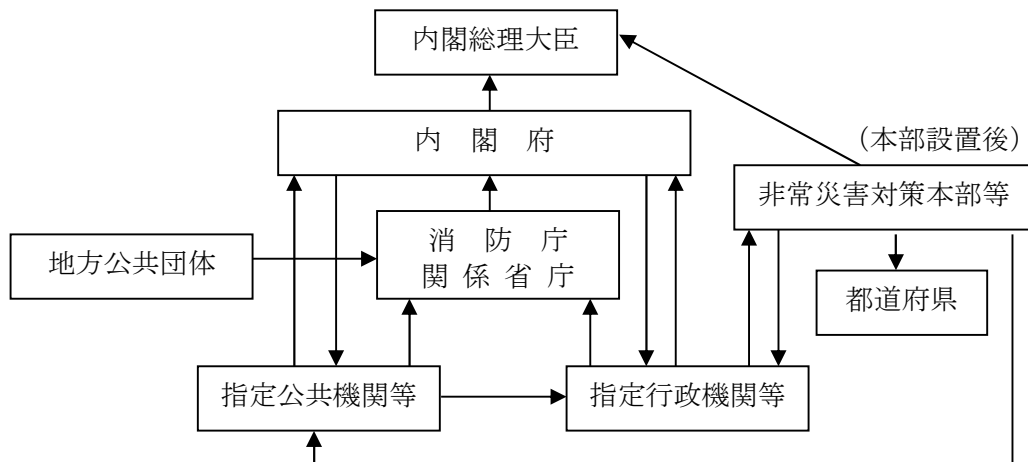 内閣総理大臣
内 閣 府
(本部設置後)
非常災害対策本部等
消 防 庁
関 係 省 庁
地方公共団体
都道府県
指定公共機関等
指定行政機関等